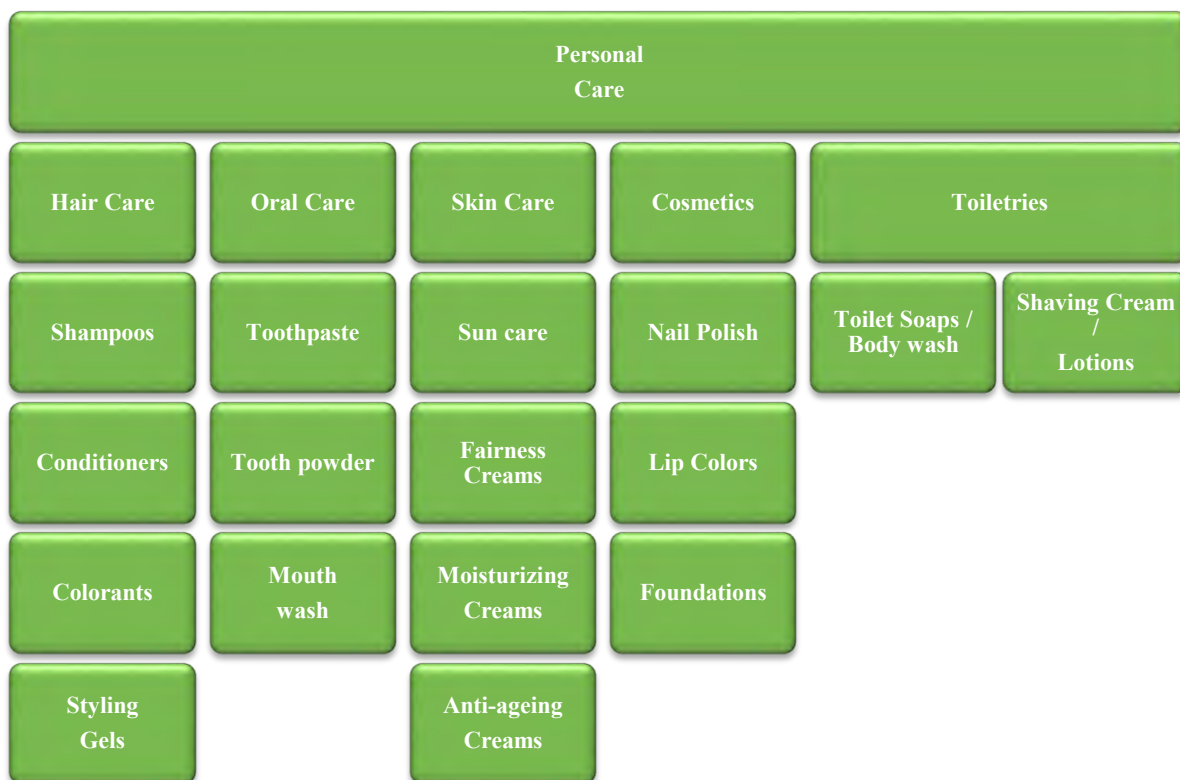 Personal
Care
Hair Care
Oral Care
Skin Care
Cosmetics
Toiletries
Shampoos
Toothpaste
Sun care
Nail Polish
Toilet Soaps /
Body wash
Shaving Cream
/
Lotions
Conditioners
Tooth powder
Fairness
Creams
Lip Colors
Colorants
Mouth
wash
Moisturizing
Creams
Foundations
Styling
Gels
Anti-ageing
Creams